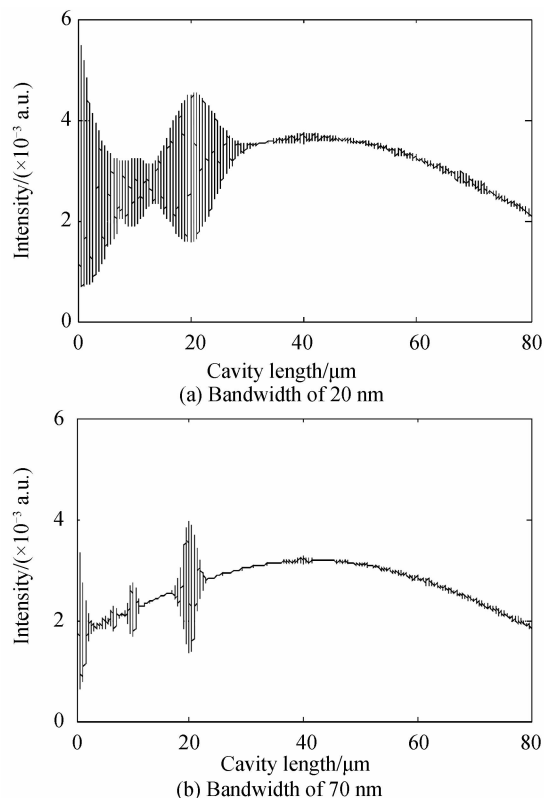 6
4
2
0
Intensity/(×10⁻³ a.u.)
0 20 40 60 80
Cavity length/μm
(a) Bandwidth of 20 nm
6
4
2
0
Intensity/(×10⁻³ a.u.)
0 20 40 60 80
Cavity length/μm
(b) Bandwidth of 70 nm